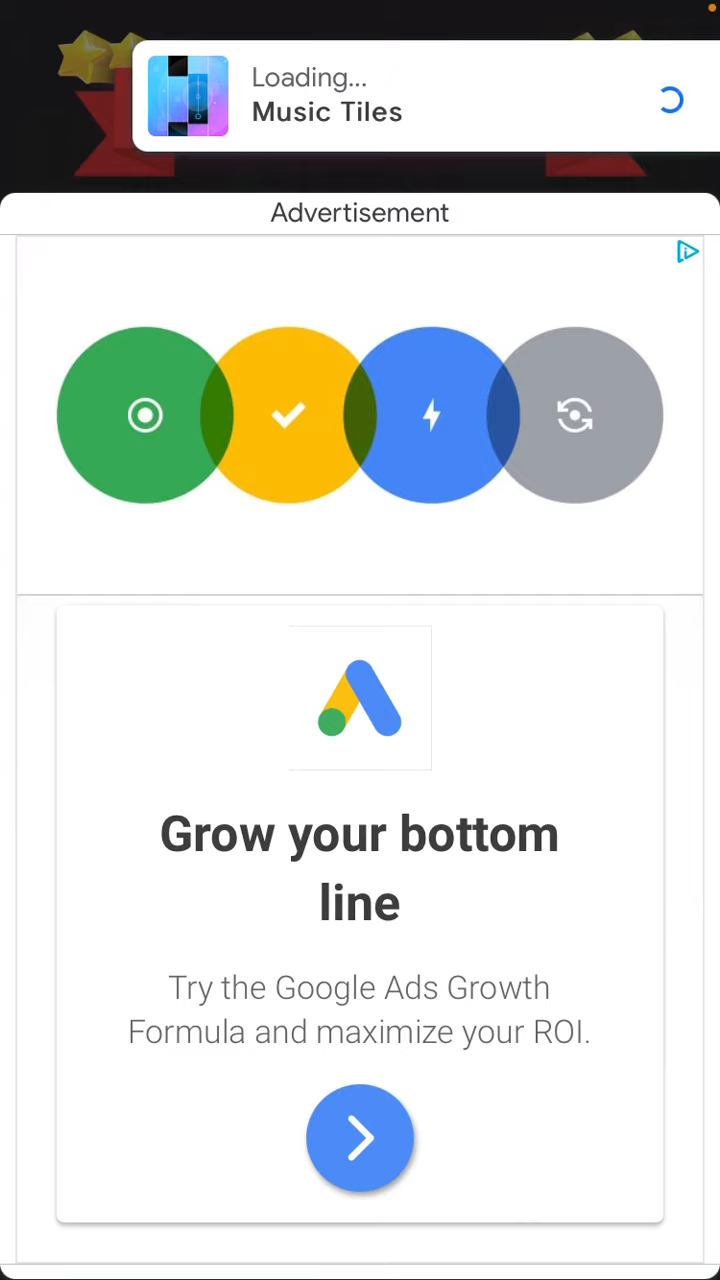 Loading...
Music Tiles
Advertisement
Grow your bottom
line
Try the Google Ads Growth
Formula and maximize your ROI.